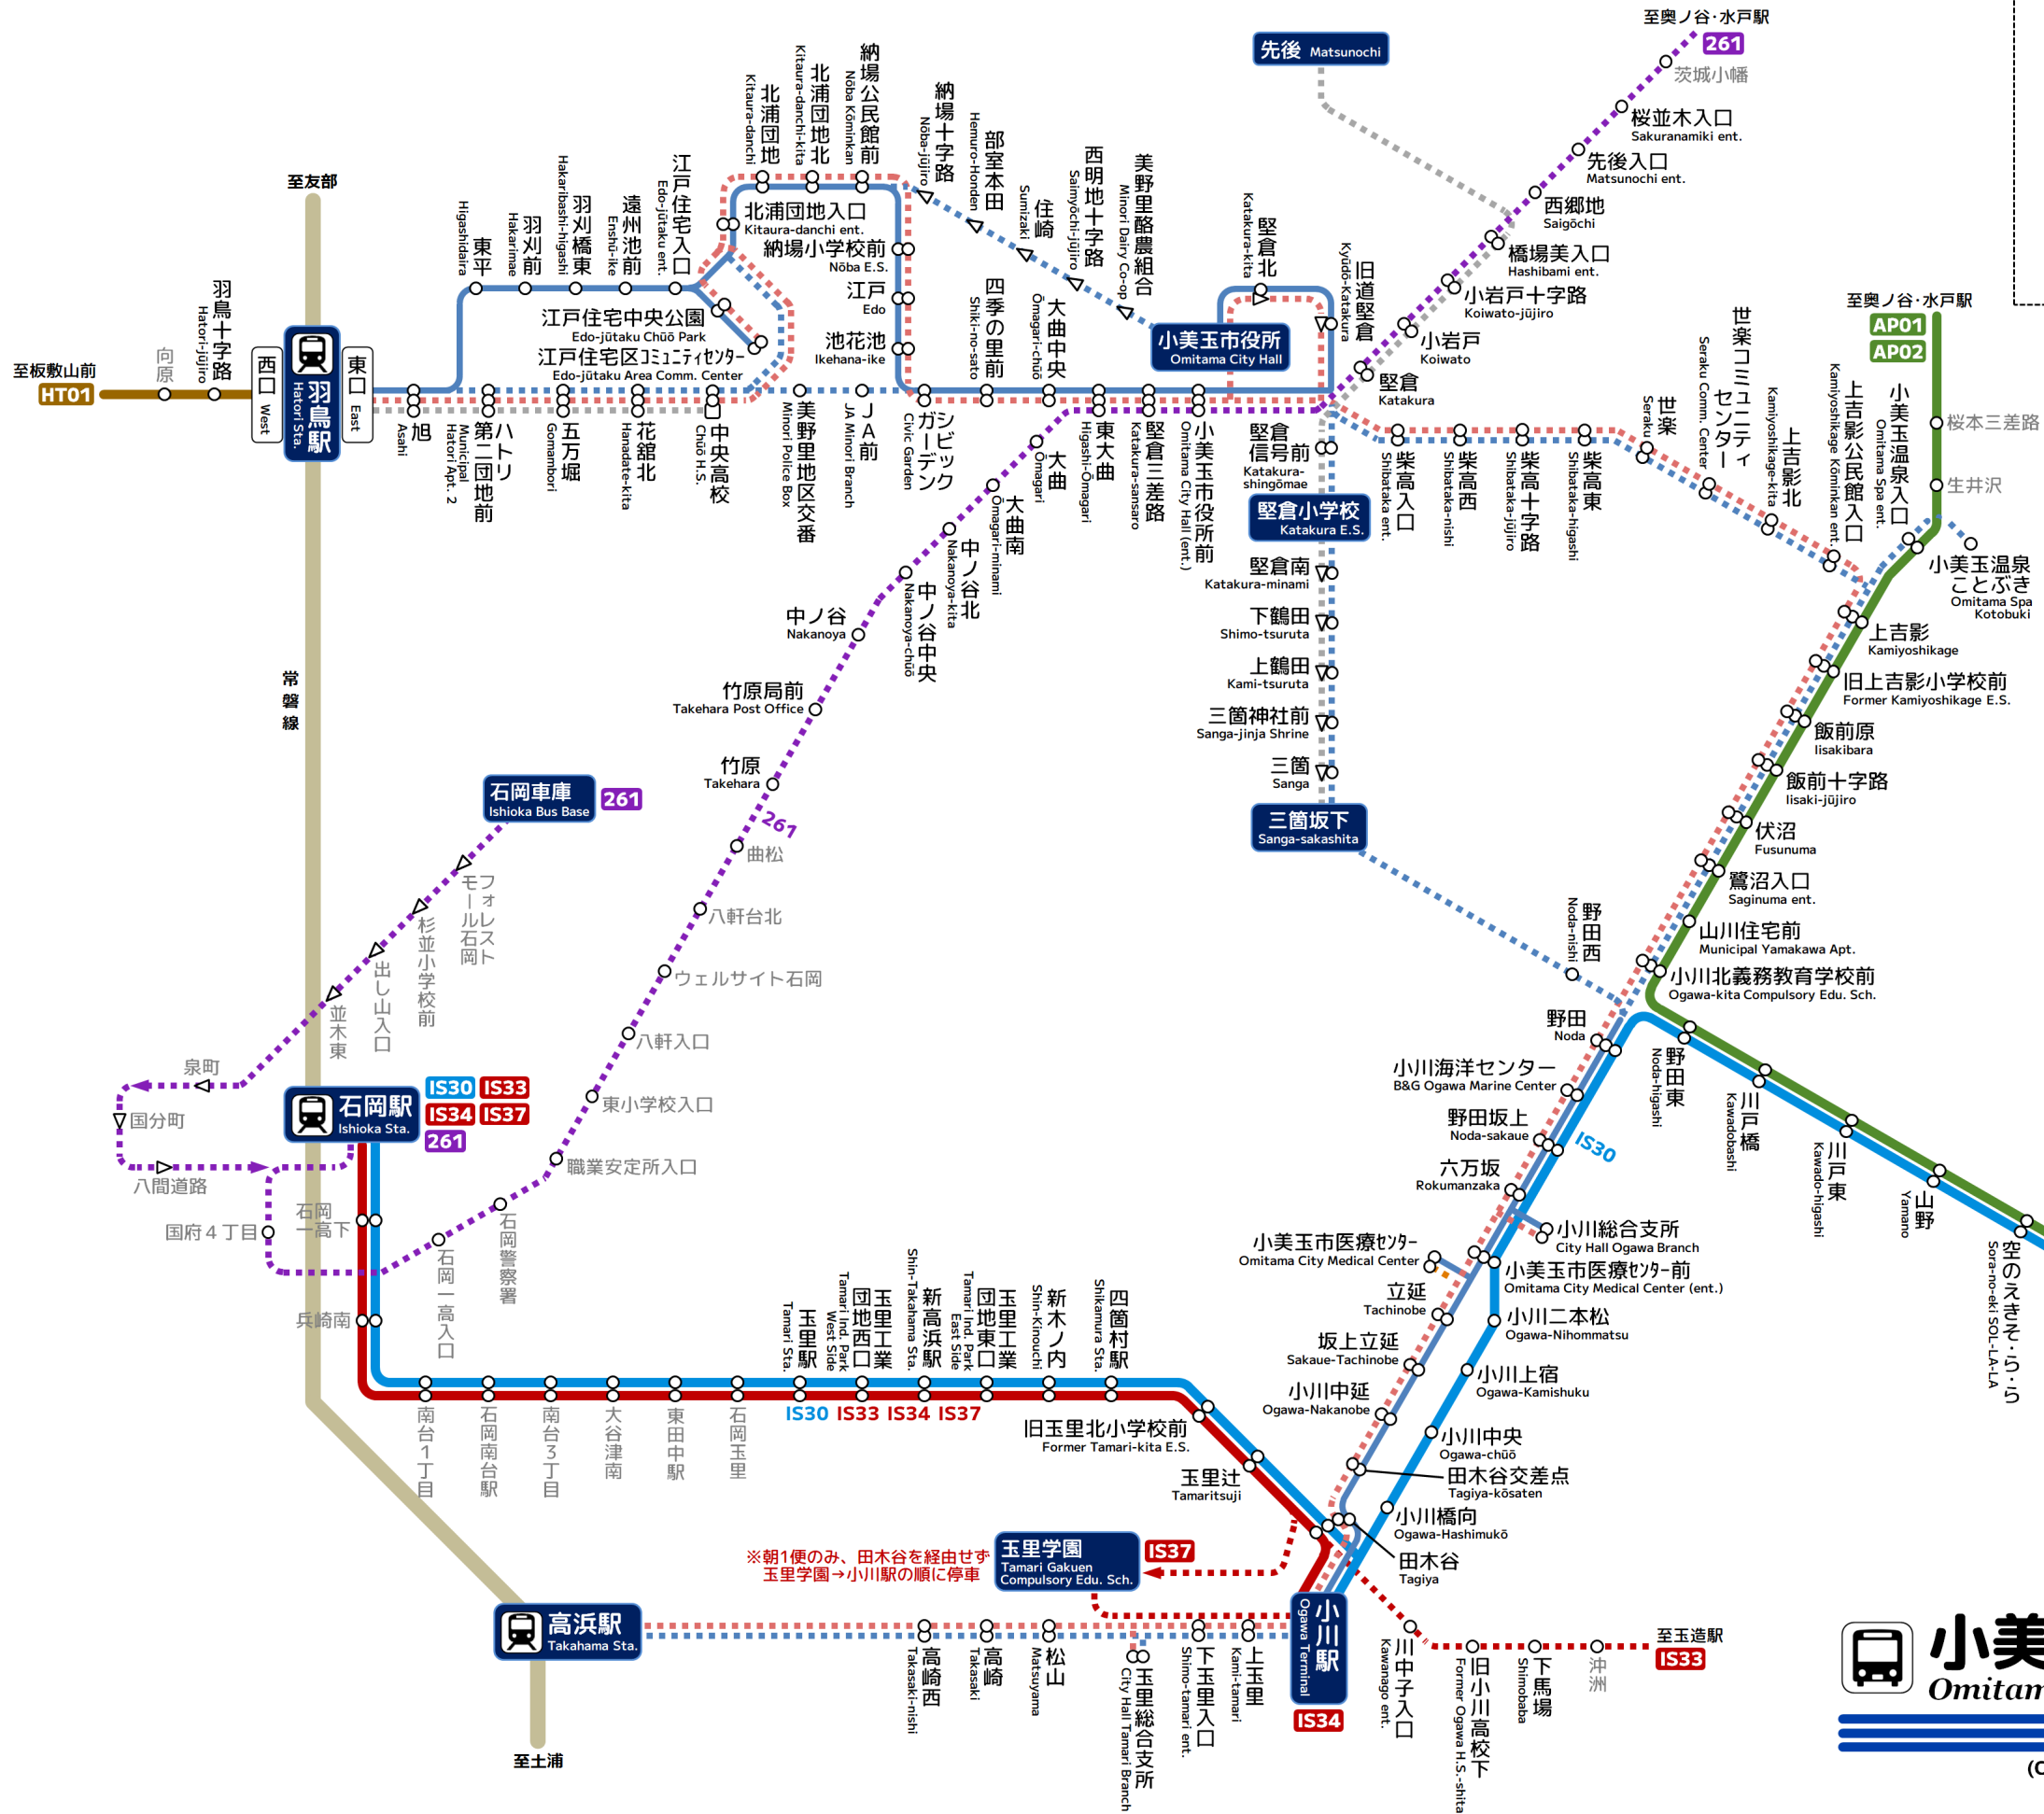 至奥ノ谷･水戸駅
261
茨城小幡
先後 Matsunochi
桜並木入口
Sakuranamiki ent.
先後入口
Matsunochi ent.
西郷地
Saigōchi
橋場美入口
Hashibami ent.
小岩戸十字路
Koiwato-jūjiro
小岩戸
Koiwato
堅倉
Katakura
至友部
至板敷山前
HT01
向原
羽鳥十字路
Hatori-jūjiro
西口 West
羽鳥駅
Hatori Sta.
東口 East
東平
Higashidaira
羽刈前
Hakarimae
羽刈橋東
Hakaribashi-higashi
遠州池前
Enshū-ike
江戸住宅入口
Edo-jūtaku ent.
北浦団地
Kitaura-danchi
北浦団地北
Kitaura-danchi-kita
納場公民館前
Nōba Kōminkan
納場十字路
Nōba-jūjiro
部室本田
Hemuro-Honden
住崎
Sumizaki
西明地十字路
Saimyōchi-jūjiro
美野里酪農組合
Minori Dairy Co-op
北浦団地入口
Kitaura-danchi ent.
納場小学校前
Nōba E.S.
江戸
Edo
池花池
Ikehana-ike
江戸住宅中央公園
Edo-jūtaku Chūō Park
江戸住宅区ｺﾐｭﾆﾃｨｾﾝﾀｰ
Edo-jūtaku Area Comm. Center
四季の里前
Shiki-no-sato
大曲中央
Ōmagari-chūō
小美玉市役所
Omitama City Hall
堅倉北
Katakura-kita
旧道堅倉
Kyūdō-Katakura
旭
Asahi
ハトリ
第二団地前
Municipal
Hatori Apt. 2
五万堀
Gomambori
花舘北
Hanadate-kita
中央高校
Chūō H.S.
美野里地区交番
Minori Police Box
ＪＡ前
JA Minori Branch
シビック
ガーデン
Civic Garden
大曲
Ōmagari
東大曲
Higashi-Ōmagari
堅倉三差路
Katakura-sansaro
小美玉市役所前
Omitama City Hall (ent.)
堅倉
信号前
Katakura-
shingōmae
堅倉小学校
Katakura E.S.
柴高入口
Shibataka ent.
柴高西
Shibataka-nishi
柴高十字路
Shibataka-jūjiro
柴高東
Shibataka-higashi
世楽
Seraku
世楽コミュニティ
センター
Seraku Comm. Center
上吉影北
Kamiyoshikage-kita
上吉影公民館入口
Kamiyoshikage Kōminkan ent.
小美玉温泉入口
Omitama Spa ent.
至奥ノ谷･水戸駅
AP01
AP02
桜本三差路
生井沢
小美玉温泉
ことぶき
Omitama Spa
Kotobuki
大曲南
Ōmagari-minami
中ノ谷北
Nakanoya-kita
中ノ谷中央
Nakanoya-chūō
中ノ谷
Nakanoya
竹原局前
Takehara Post Office
竹原
Takehara
261
曲松
八軒台北
ウェルサイト石岡
八軒入口
東小学校入口
職業安定所入口
石岡警察署
石岡一高入口
堅倉南
Katakura-minami
下鶴田
Shimo-tsuruta
上鶴田
Kami-tsuruta
三箇神社前
Sanga-jinja Shrine
三箇
Sanga
三箇坂下
Sanga-sakashita
上吉影
Kamiyoshikage
旧上吉影小学校前
Former Kamiyoshikage E.S.
飯前原
Iisakibara
飯前十字路
Iisaki-jūjiro
伏沼
Fusunuma
鷺沼入口
Saginuma ent.
山川住宅前
Municipal Yamakawa Apt.
小川北義務教育学校前
Ogawa-kita Compulsory Edu. Sch.
常磐線
石岡車庫
Ishioka Bus Base
261
フォレスト
モール石岡
杉並小学校前
出し山入口
並木東
泉町
国分町
八間道路
国府４丁目
石岡駅
Ishioka Sta.
IS30 IS33
IS34 IS37
261
石岡
一高下
兵崎南
野田西
Noda-nishi
野田
Noda
小川海洋センター
B&G Ogawa Marine Center
野田坂上
Noda-sakaue
六万坂
Rokumanzaka
IS30
野田東
Noda-higashi
川戸橋
Kawadobashi
川戸東
Kawado-higashi
山野
Yamano
空のえきそ･ら･ら
Sora-no-eki SOL-LA-LA
小川総合支所
City Hall Ogawa Branch
小美玉市医療ｾﾝﾀｰ
Omitama City Medical Center
小美玉市医療ｾﾝﾀｰ前
Omitama City Medical Center (ent.)
立延
Tachinobe
坂上立延
Sakaue-Tachinobe
小川中延
Ogawa-Nakanobe
小川二本松
Ogawa-Nihommatsu
小川上宿
Ogawa-Kamishuku
小川中央
Ogawa-chūō
田木谷交差点
Tagiya-kōsaten
小川橋向
Ogawa-Hashimukō
田木谷
Tagiya
南台１丁目
石岡南台駅
南台３丁目
大谷津南
東田中駅
石岡玉里
玉里駅
Tamari Sta.
玉里工業
団地西口
Tamari Ind. Park
West Side
新高浜駅
Shin-Takahama Sta.
玉里工業
団地東口
Tamari Ind. Park
East Side
新木ノ内
Shin-Kinouchi
四箇村駅
Shikamura Sta.
IS30 IS33 IS34 IS37
旧玉里北小学校前
Former Tamari-kita E.S.
玉里辻
Tamaritsuji
※朝1便のみ、田木谷を経由せず
玉里学園→小川駅の順に停車
玉里学園
Tamari Gakuen
Compulsory Edu. Sch.
IS37
高浜駅
Takahama Sta.
至土浦
高崎西
Takasaki-nishi
高崎
Takasaki
松山
Matsuyama
玉里総合支所
City Hall Tamari Branch
下玉里入口
Shimo-tamari ent.
上玉里
Kami-tamari
小川駅
Ogawa Terminal
IS34
川中子入口
Kawanago ent.
旧小川高校下
Former Ogawa H.S.-shita
下馬場
Shimobaba
沖洲
至玉造駅
IS33
小美
Omitam
(C